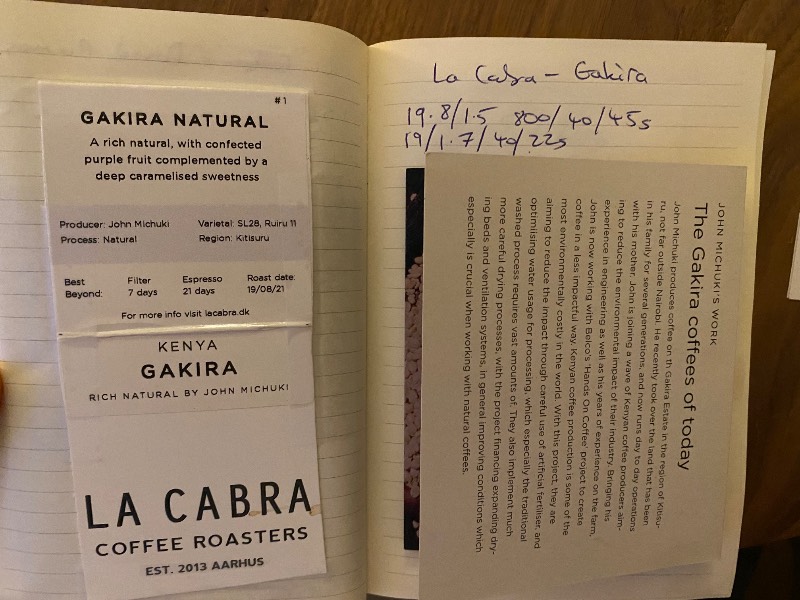 #1
GAKIRA NATURAL
A rich natural, with confected
purple fruit complemented by a
deep caramelised sweetness
Producer: John Michuki Varietal: SL28, Ruiru 11
Process: Natural Region: Kitisuru
Best Beyond: Filter 7 days Espresso 21 days Roast date: 19/08/21
For more info visit lacabra.dk
KENYA
GAKIRA
RICH NATURAL BY JOHN MICHUKI
LA CABRA
COFFEE ROASTERS
EST. 2013 AARHUS
La Cabra - Gakira
19.8/1.5 800/40/45s
19/1.7/40/22s
JOHN MICHUKI'S WORK
The Gakira coffees of today
John Michuki produces coffee on th Gakira Estate in the region of Kitisu-
ru, not far outside Nairobi. He recently took over the land that has been
in his family for several generations, and now runs day to day operations
with his mother. John is joining a wave of Kenyan coffee producers aim-
ing to reduce the environmental impact of their industry. Bringing his
experience in engineering as well as his years of experience on the farm,
John is now working with Belco's 'Hands On Coffee' project to create
coffee in a less impactful way. Kenyan coffee production is some of the
most environmentally costly in the world. With this project, they are
aiming to reduce the impact through careful use of artificial fertiliser, and
optimilising water usage for processing, which especially the traditional
washed process requires vast amounts of. They also implement much
more careful drying processes, with the project financing expanding dry-
ing beds and ventilation systems, in general improving conditions which
especially is crucial when working with natural coffees.